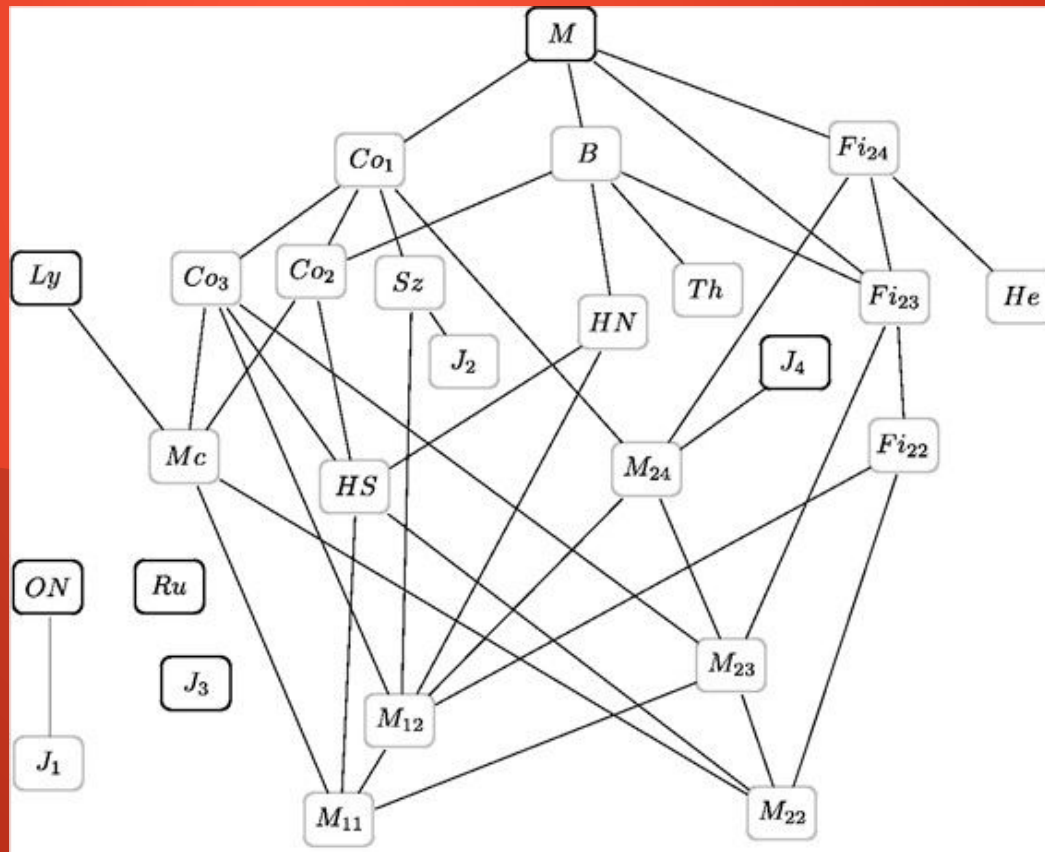 M
Co₁
B
Fi₂₄
Ly
Co₃
Co₂
Sz
Th
Fi₂₃
He
HN
J₂
J₄
Mc
HS
M₂₄
Fi₂₂
ON
Ru
J₃
M₂₃
M₁₂
J₁
M₁₁
M₂₂